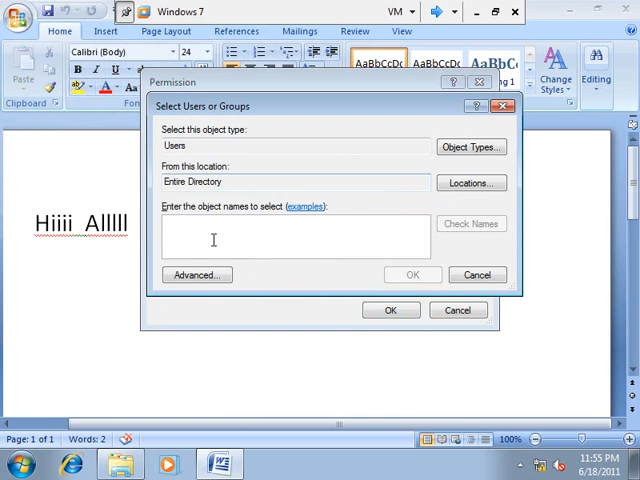 Windows 7
VM
Home Insert Page Layout References Mailings Review View
Calibri (Body) 24
Paste
B I U
Clipboard
AaBbCcDc AaBbCcDc AaBbC
Change Styles
Editing
Permission
Select Users or Groups
Select this object type:
Users
Object Types...
From this location:
Entire Directory
Locations...
Enter the object names to select (examples):
Check Names
Advanced...
OK
Cancel
OK
Cancel
Hiiii Alllll
Page: 1 of 1 Words: 2 100%
11:55 PM
6/18/2011